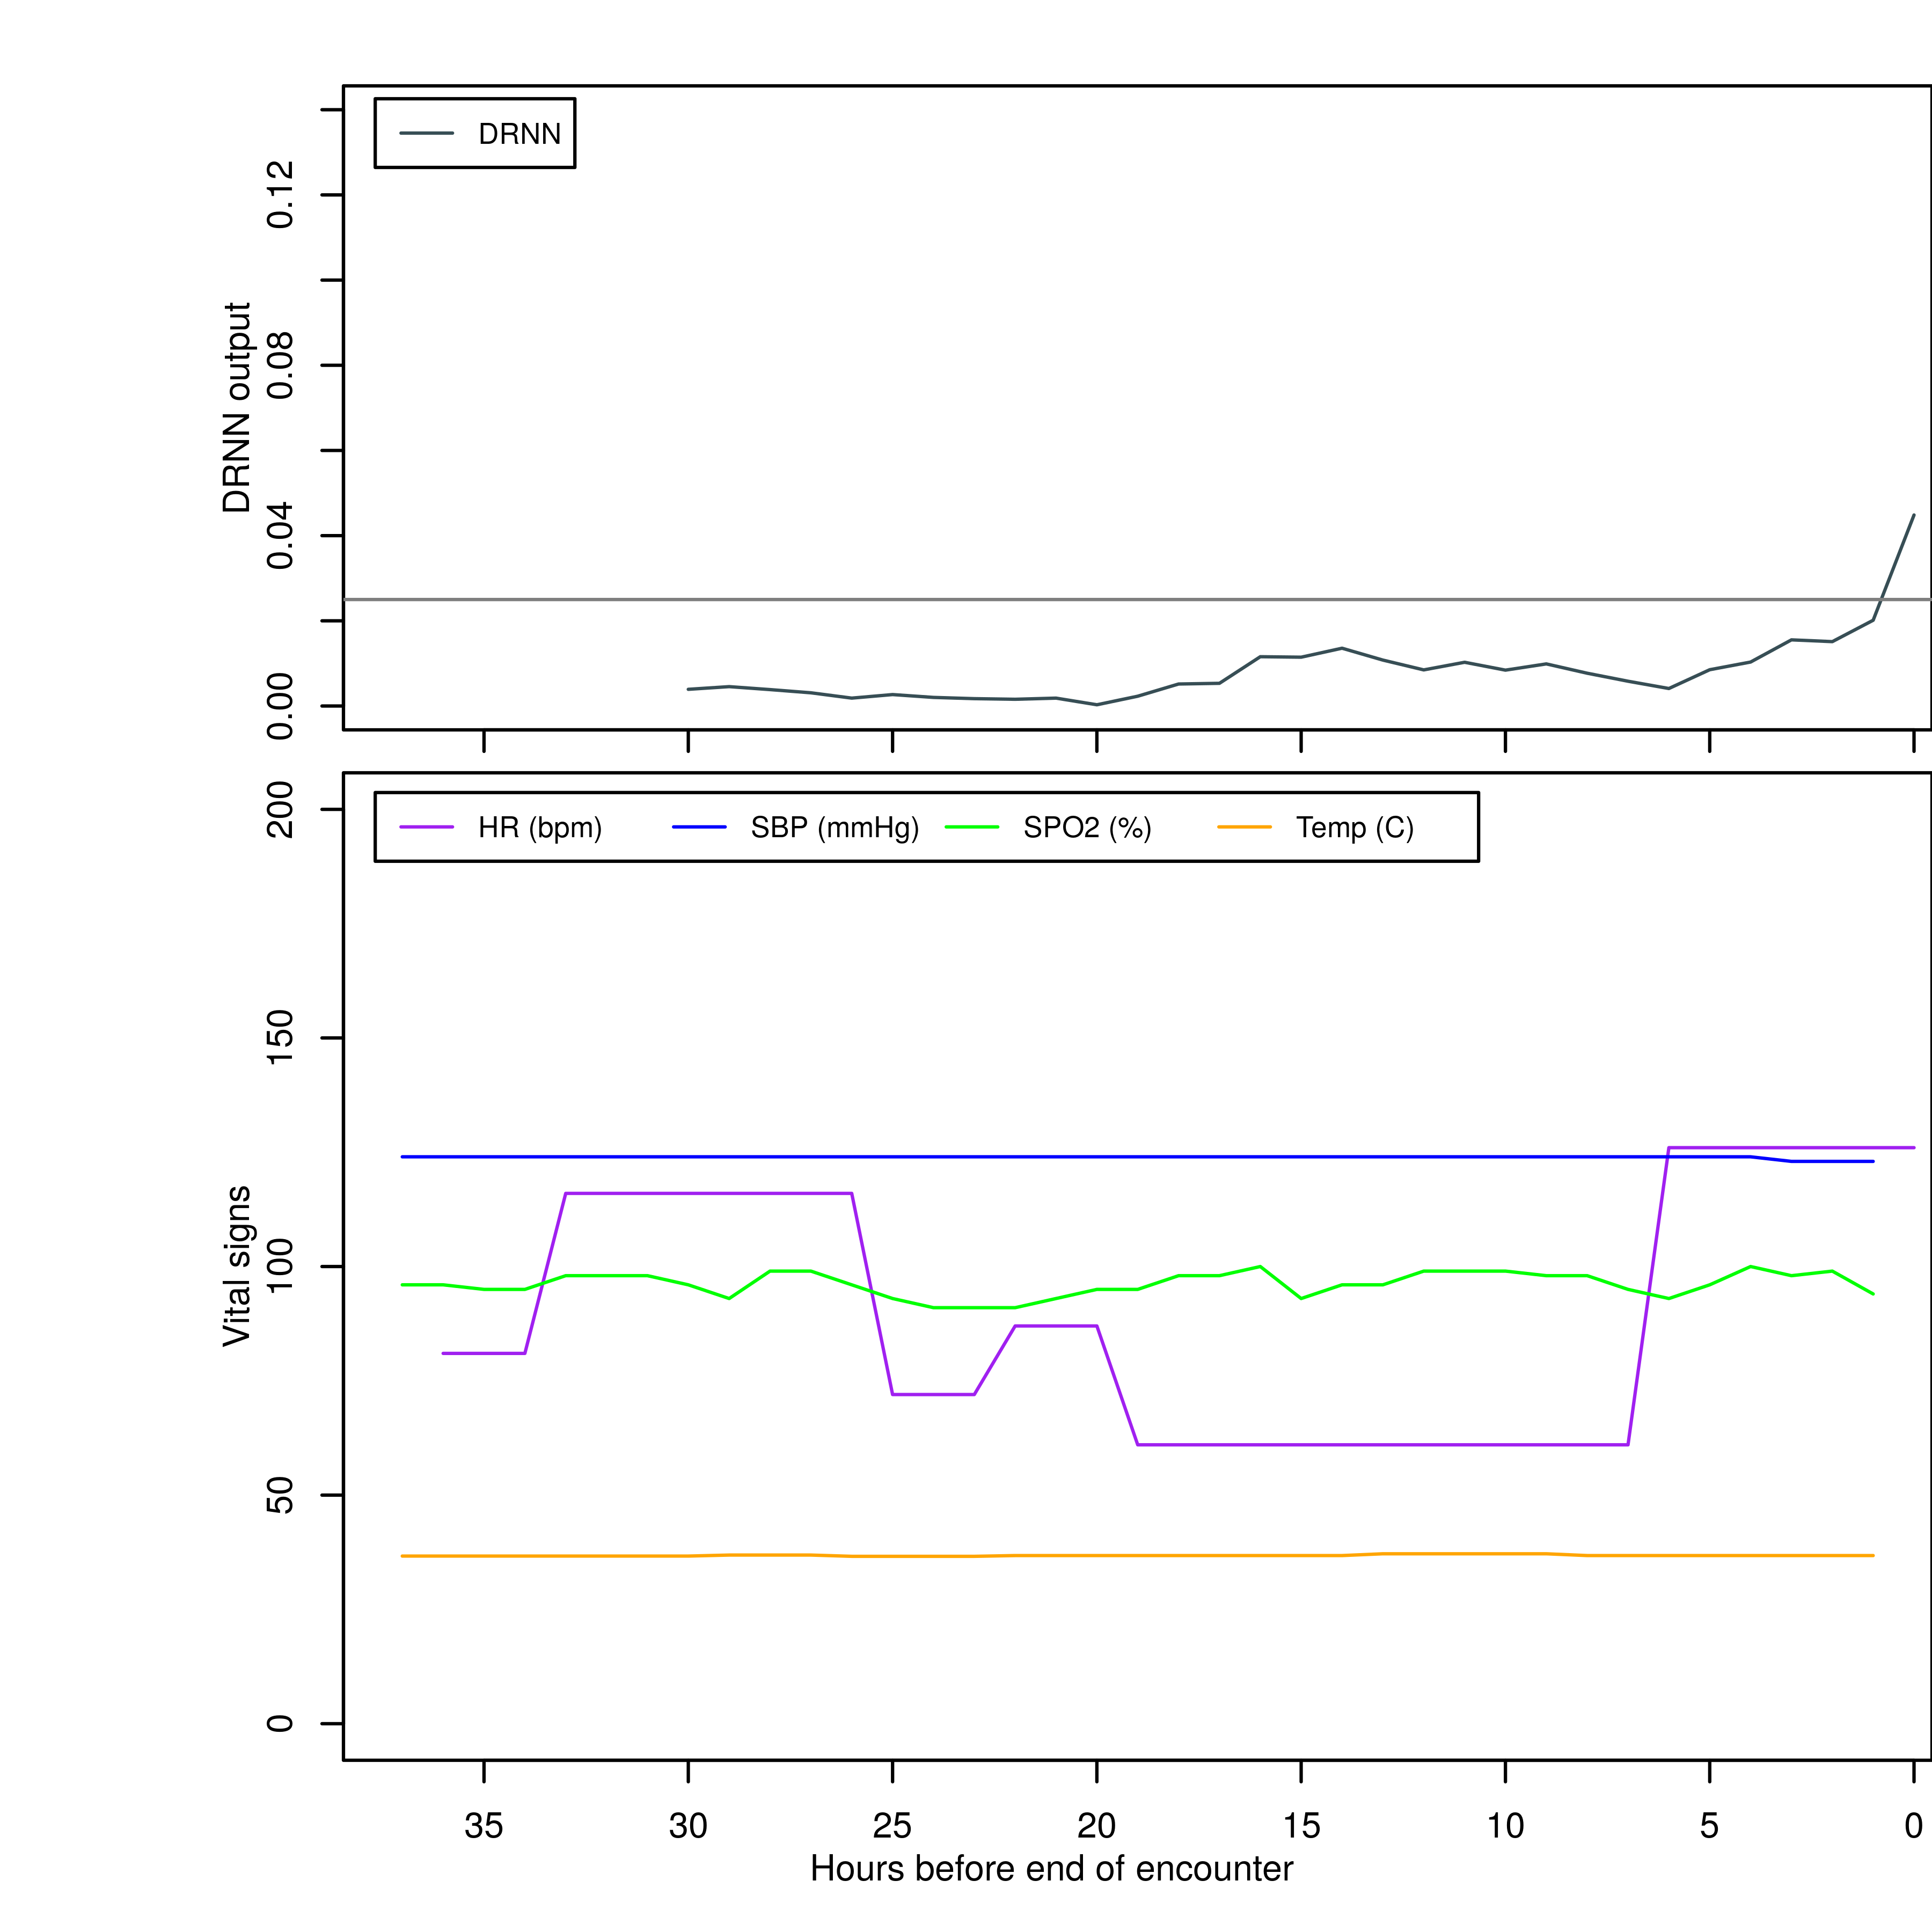 DRNN
DRNN output
0.00 0.04 0.08 0.12
HR (bpm) SBP (mmHg) SPO2 (%) Temp (C)
Vital signs
0 50 100 150 200
35 30 25 20 15 10 5 0
Hours before end of encounter